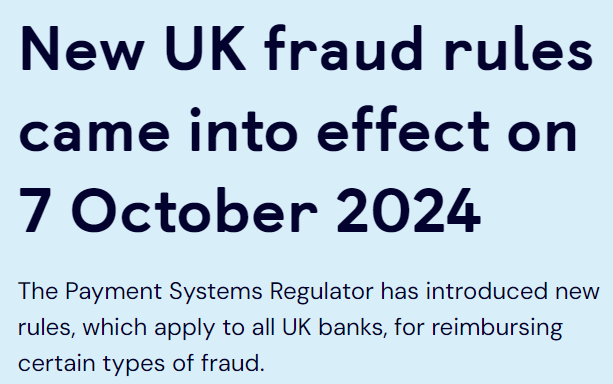 New UK fraud rules
came into effect on
7 October 2024
The Payment Systems Regulator has introduced new
rules, which apply to all UK banks, for reimbursing
certain types of fraud.